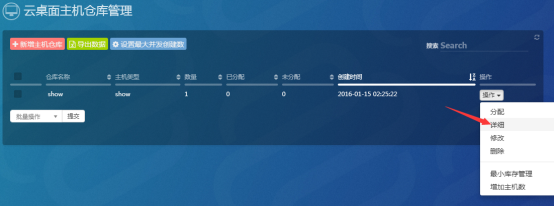 云桌面主机仓库管理
新增主机仓库 导出数据 设置最大并发创建数 搜索 Search
仓库名称 主机类型 数量 已分配 未分配 创建时间 操作
show show 1 0 0 2016-01-15 02:25:22 操作
批量操作 提交
分配
详细
修改
删除
最小库存管理
增加主机数